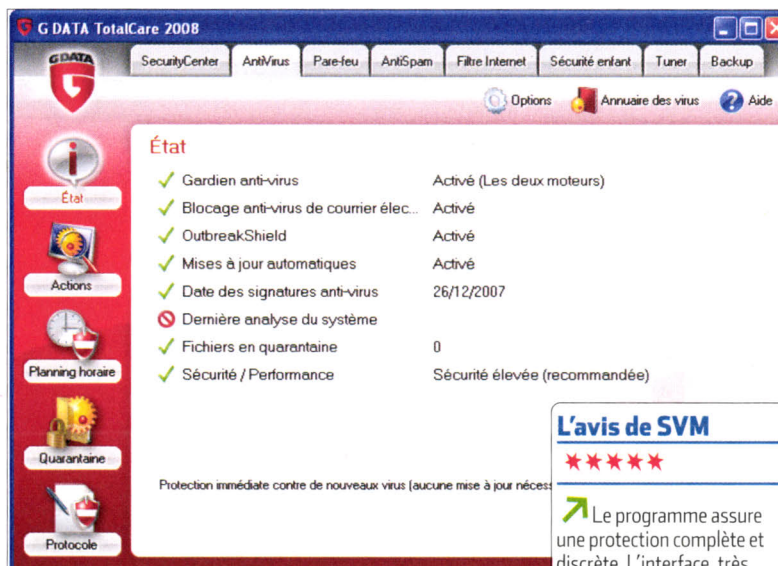 G DATA TotalCare 2008
G DATA
SecurityCenter AntiVirus Pare-feu AntiSpam Filtre Internet Sécurité enfant Tuner Backup
Options Annuaire des virus Aide
État
État
Actions
Planning horaire
Quarantaine
Protocole
Gardien anti-virus Activé (Les deux moteurs)
Blocage anti-virus de courrier élec... Activé
OutbreakShield Activé
Mises à jour automatiques Activé
Date des signatures anti-virus 26/12/2007
Dernière analyse du système
Fichiers en quarantaine 0
Sécurité / Performance Sécurité élevée (recommandée)
Protection immédiate contre de nouveaux virus (aucune mise à jour
L'avis de SVM
Le programme assure
une protection complète et
discrète. L'interface, très